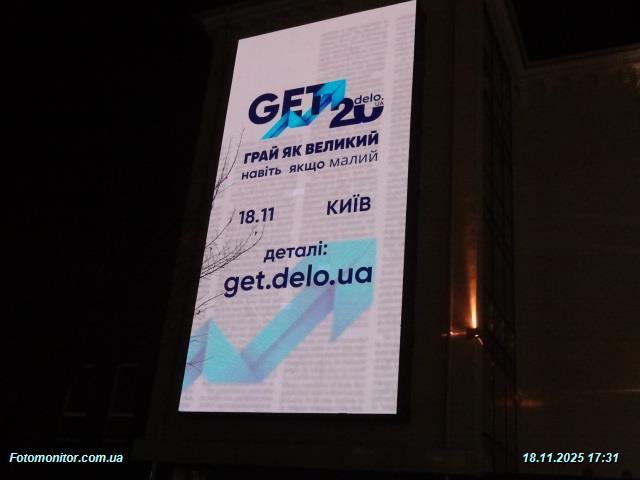 GET 20
delo.
UA
ГРАЙ ЯК ВЕЛИКИЙ
навіть якщо малий
18.11 КИЇВ
деталі:
get.delo.ua
Fotomonitor.com.ua
18.11.2025 17:31